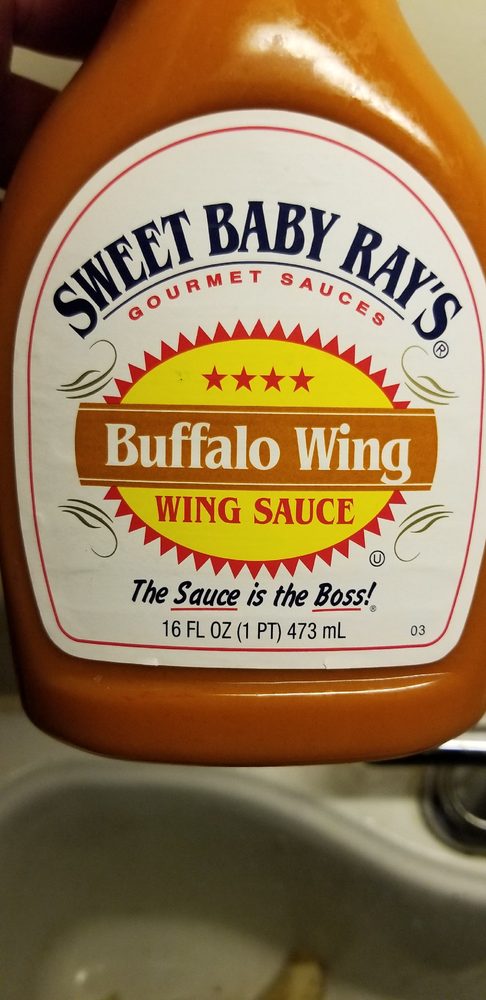 SWEET BABY RAY'S®
GOURMET SAUCES
Buffalo Wing
WING SAUCE
U
The Sauce is the Boss!®
16 FL OZ (1 PT) 473 mL
03